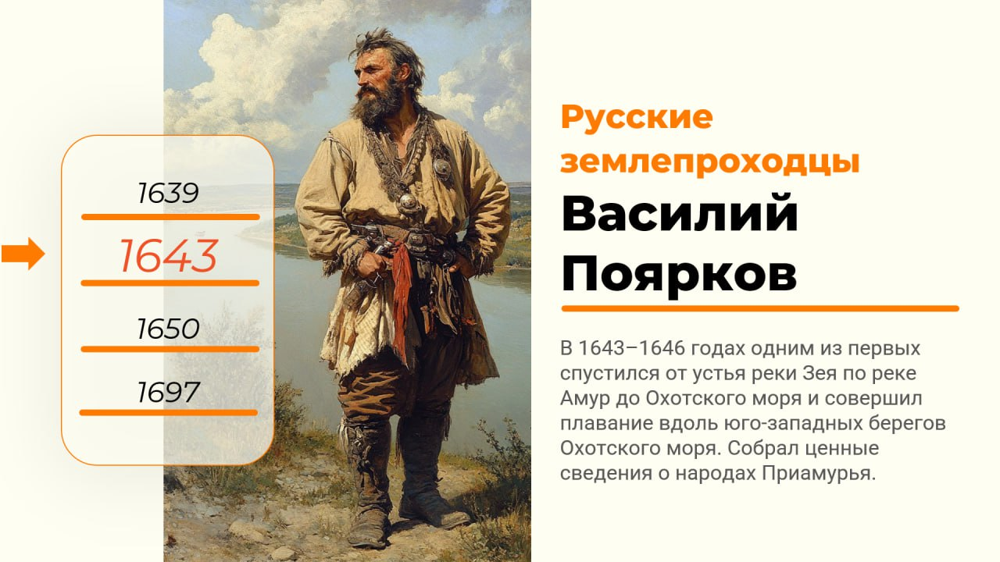 1639
1643
1650
1697
Русские
землепроходцы
Василий
Поярков
В 1643–1646 годах одним из первых
спустился от устья реки Зея по реке
Амур до Охотского моря и совершил
плавание вдоль юго-западных берегов
Охотского моря. Собрал ценные
сведения о народах Приамурья.